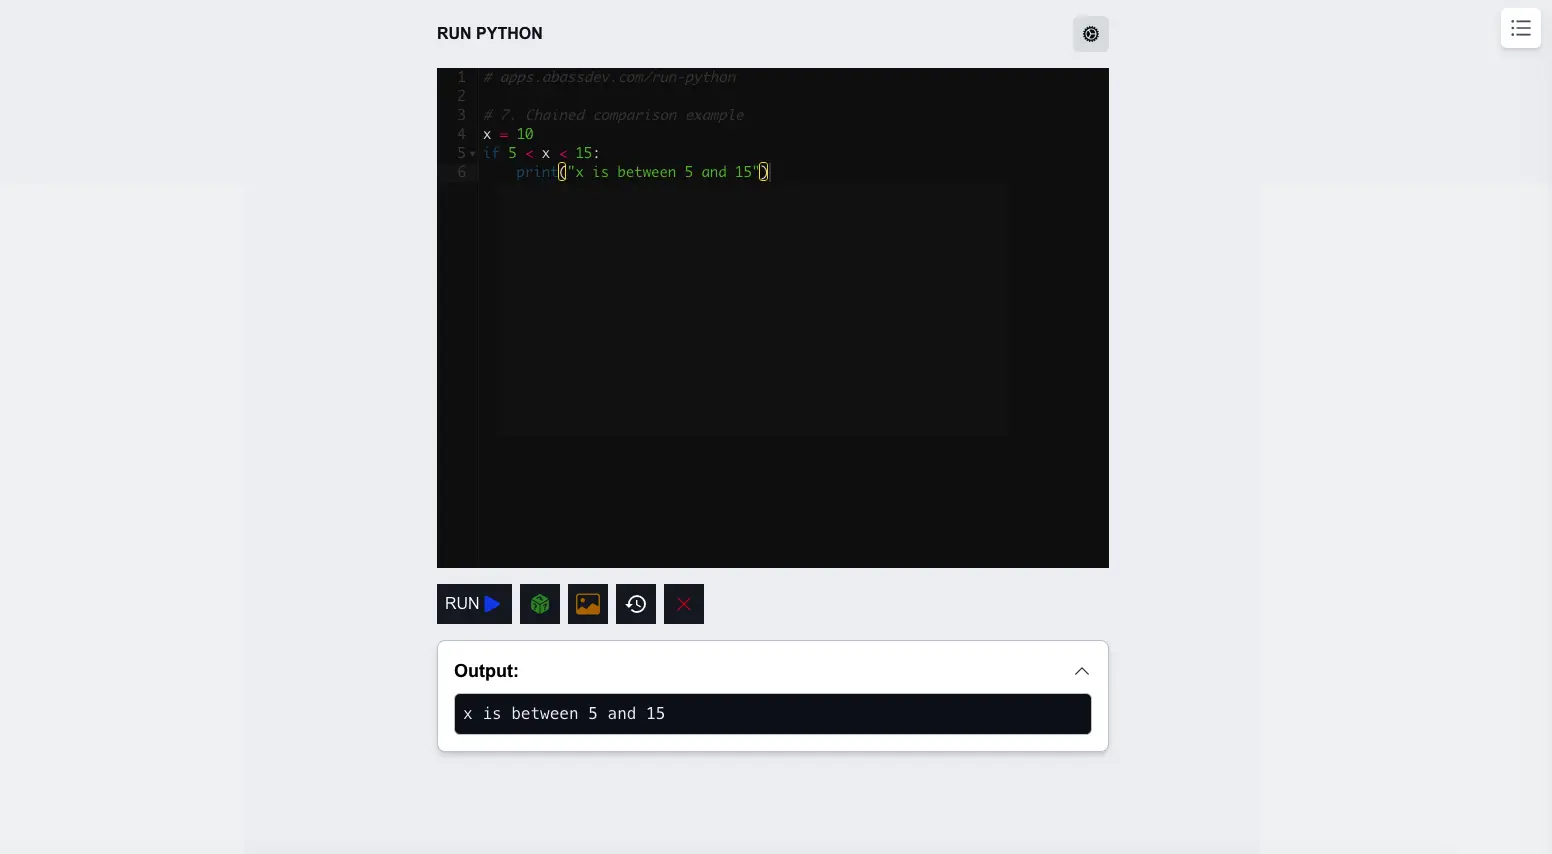 RUN PYTHON
1 # apps.abassdev.com/run-python
2
3 # 7. Chained comparison example
4 x = 10
5 if 5 < x < 15:
6     print("x is between 5 and 15")
RUN
Output:
x is between 5 and 15